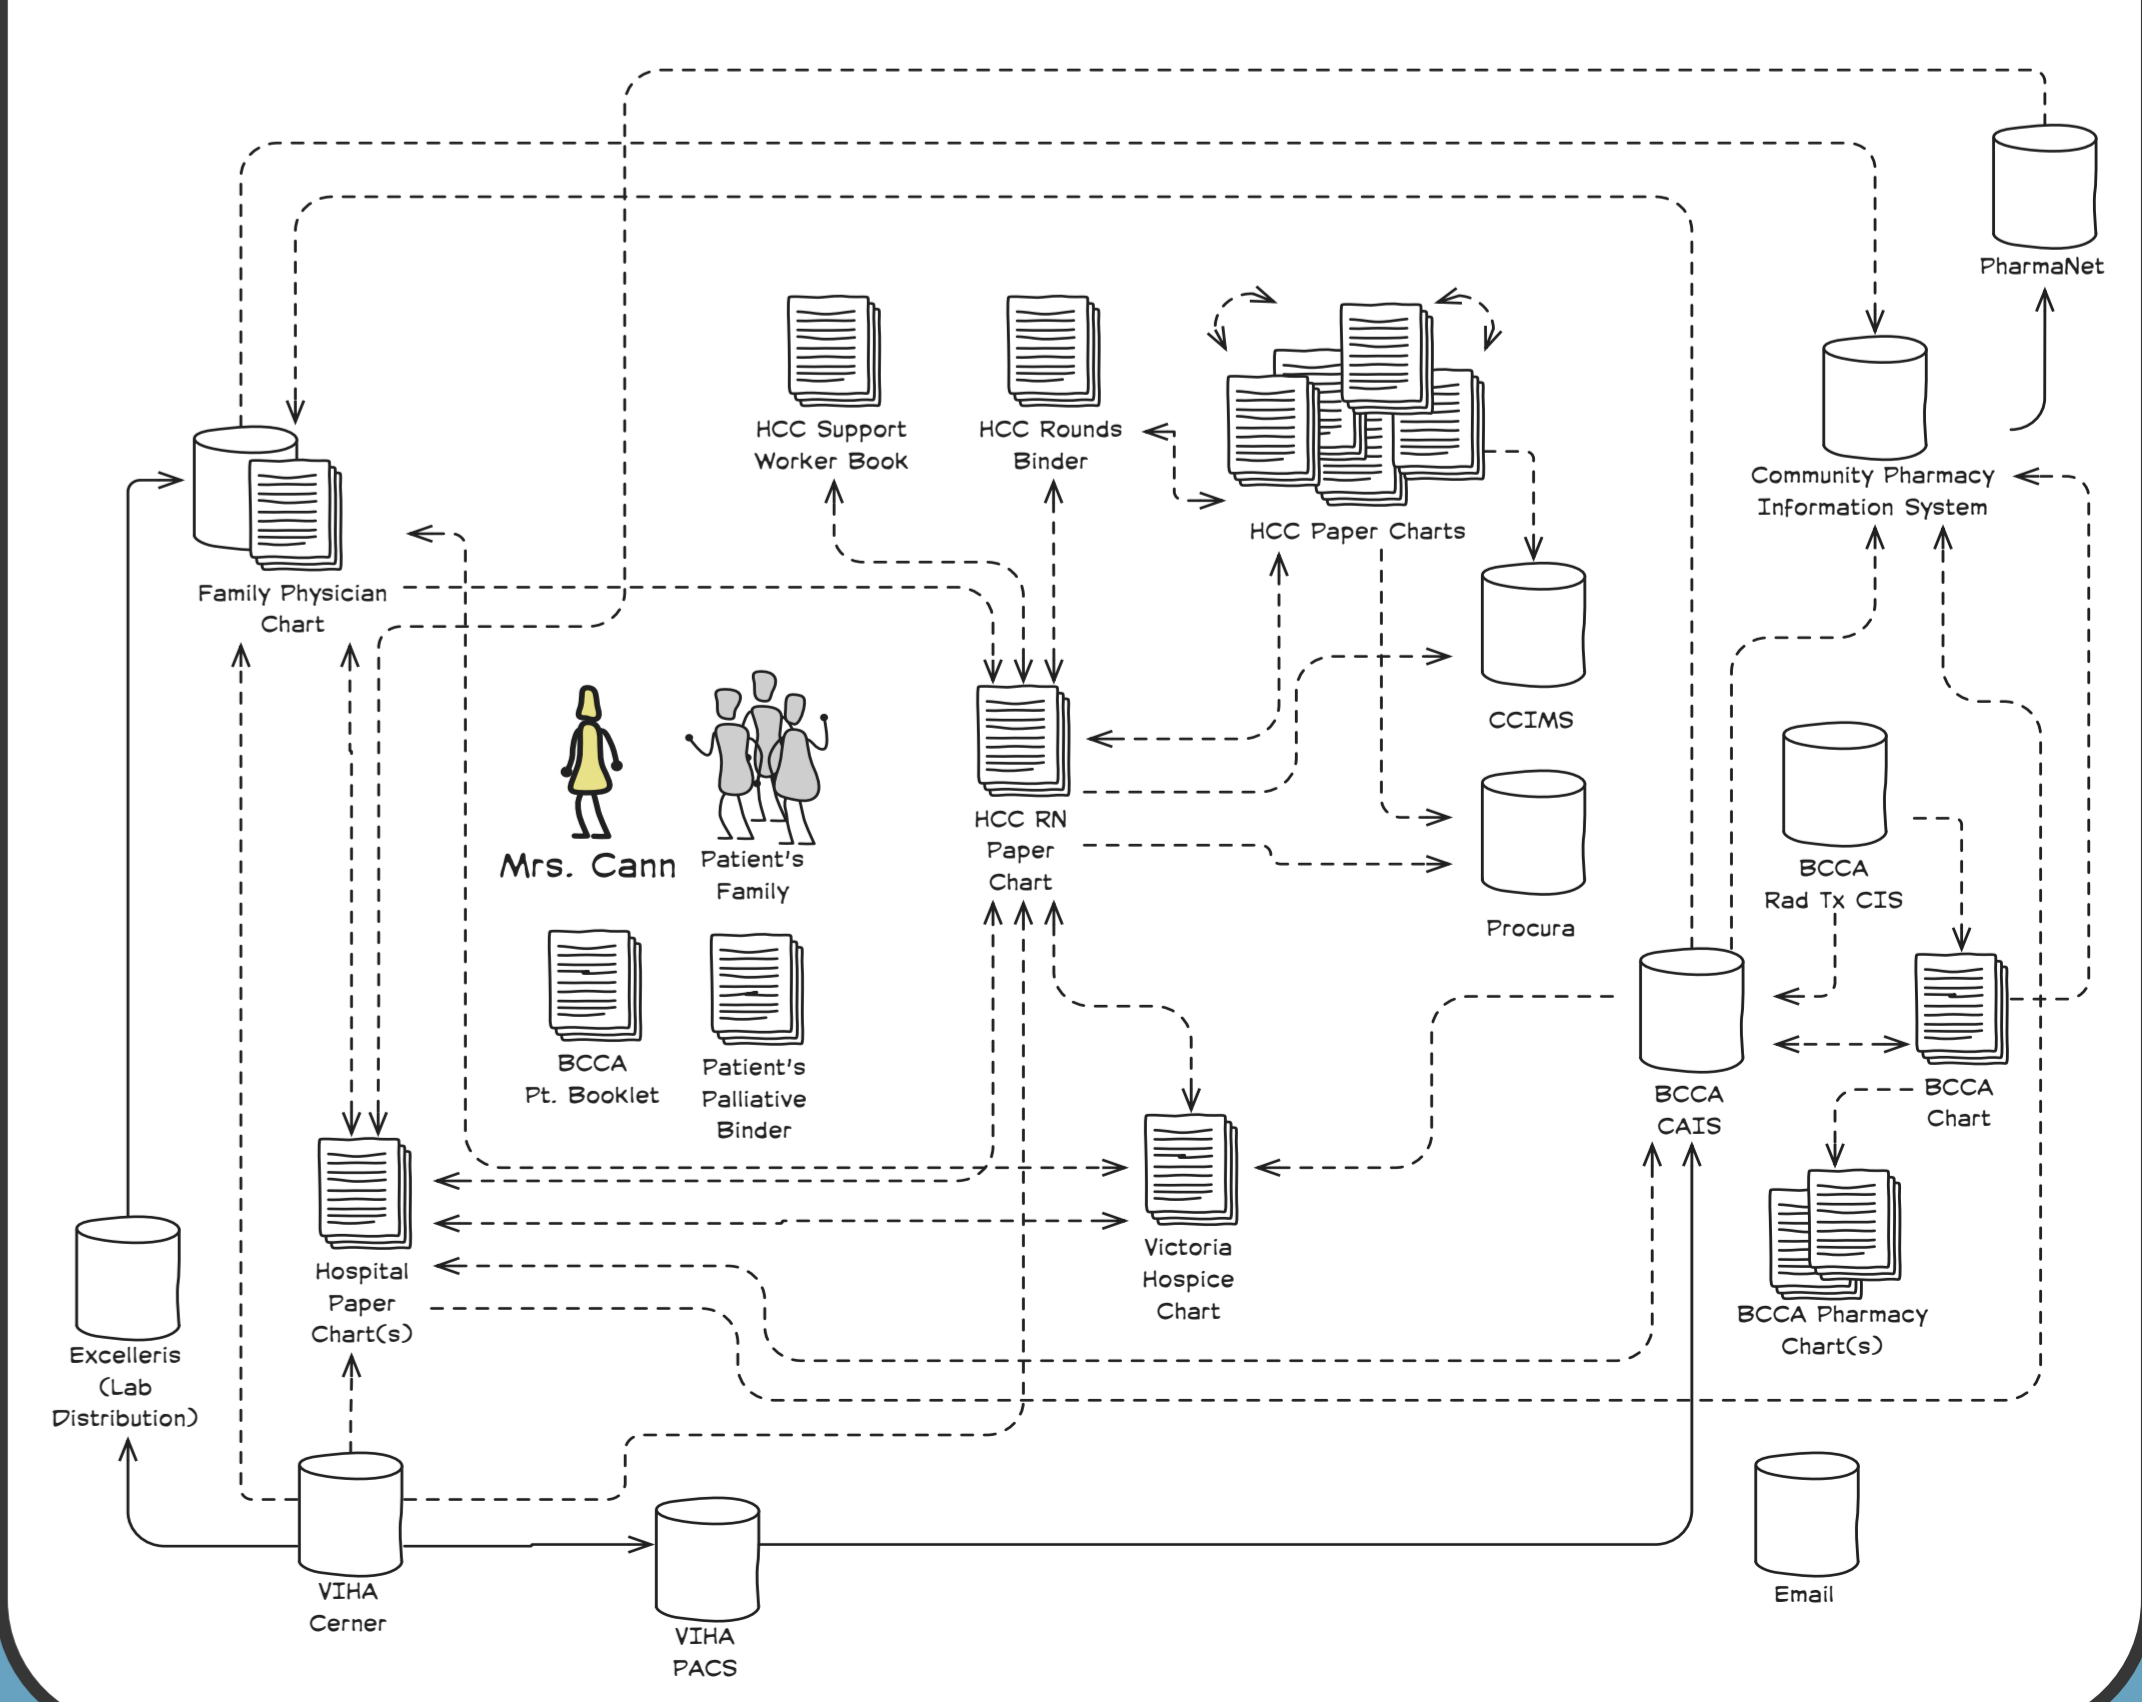 PharmaNet
HCC Support
Worker Book
HCC Rounds
Binder
HCC Paper Charts
Community Pharmacy
Information System
Family Physician
Chart
CCIMS
HCC RN
Paper
Chart
Mrs. Cann
Patient's
Family
BCCA
Rad Tx CIS
Procura
BCCA
Pt. Booklet
Patient's
Palliative
Binder
BCCA
CAIS
BCCA
Chart
Victoria
Hospice
Chart
Hospital
Paper
Chart(s)
BCCA Pharmacy
Chart(s)
Excelleris
(Lab
Distribution)
VIHA
Cerner
VIHA
PACS
Email